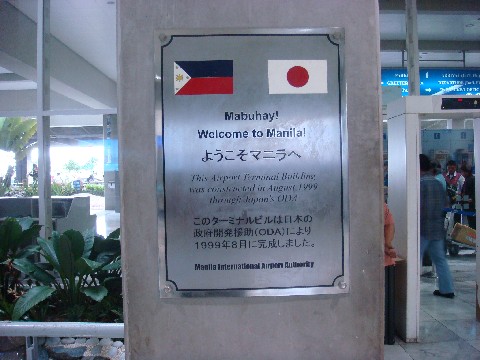 Mabuhay!
Welcome to Manila!
ようこそマニラへ
This Airport Terminal Building
was constructed in August 1999
through Japan's ODA
このターミナルビルは日本の
政府開発援助(ODA)により
1999年8月に完成しました。
Manila International Airport Authority